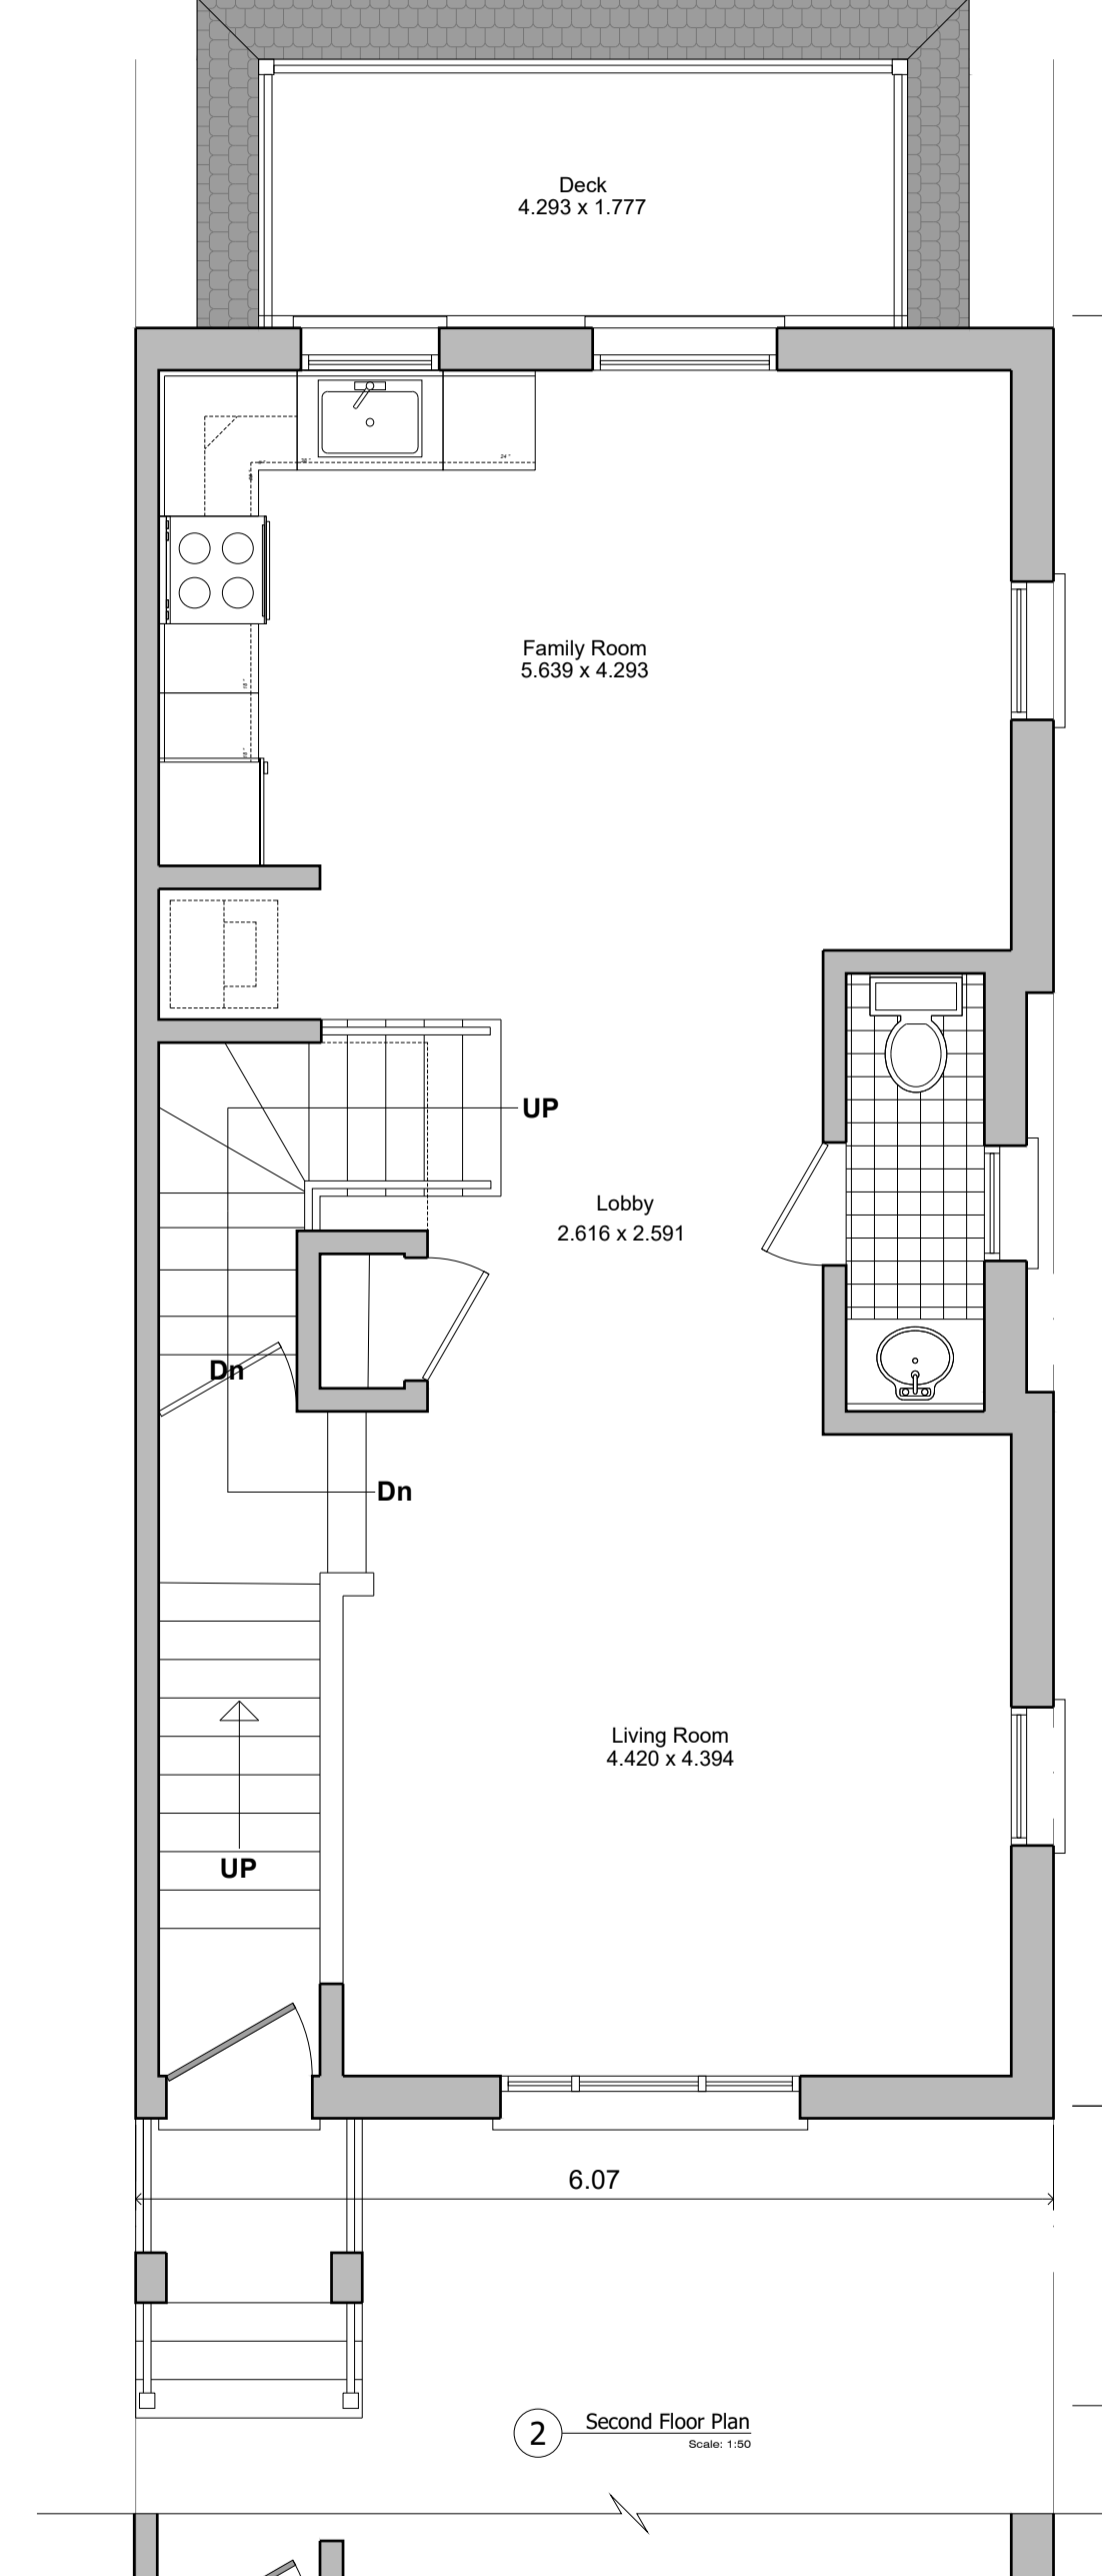 Deck
4.293 x 1.777
24 "
Family Room
5.639 x 4.293
UP
Lobby
2.616 x 2.591
Dn
Dn
Living Room
4.420 x 4.394
UP
6.07
2
Second Floor Plan
Scale: 1:50